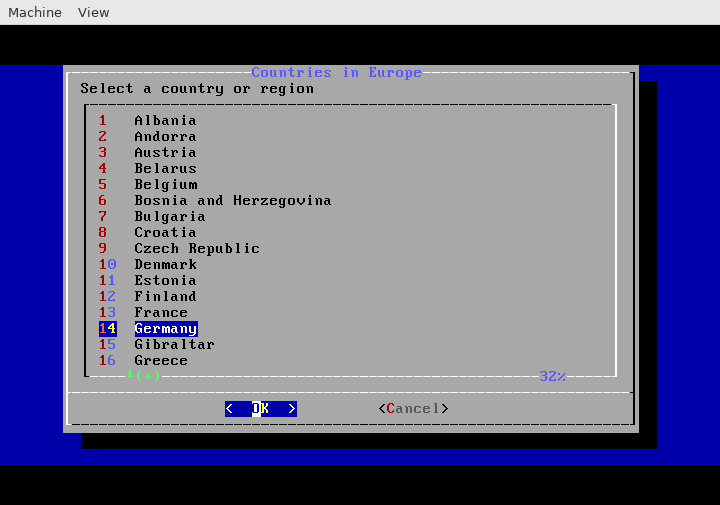 Machine View
Countries in Europe
Select a country or region
1 Albania
2 Andorra
3 Austria
4 Belarus
5 Belgium
6 Bosnia and Herzegovina
7 Bulgaria
8 Croatia
9 Czech Republic
10 Denmark
11 Estonia
12 Finland
13 France
14 Germany
15 Gibraltar
16 Greece
┴(+) 32%
< OK > <Cancel>